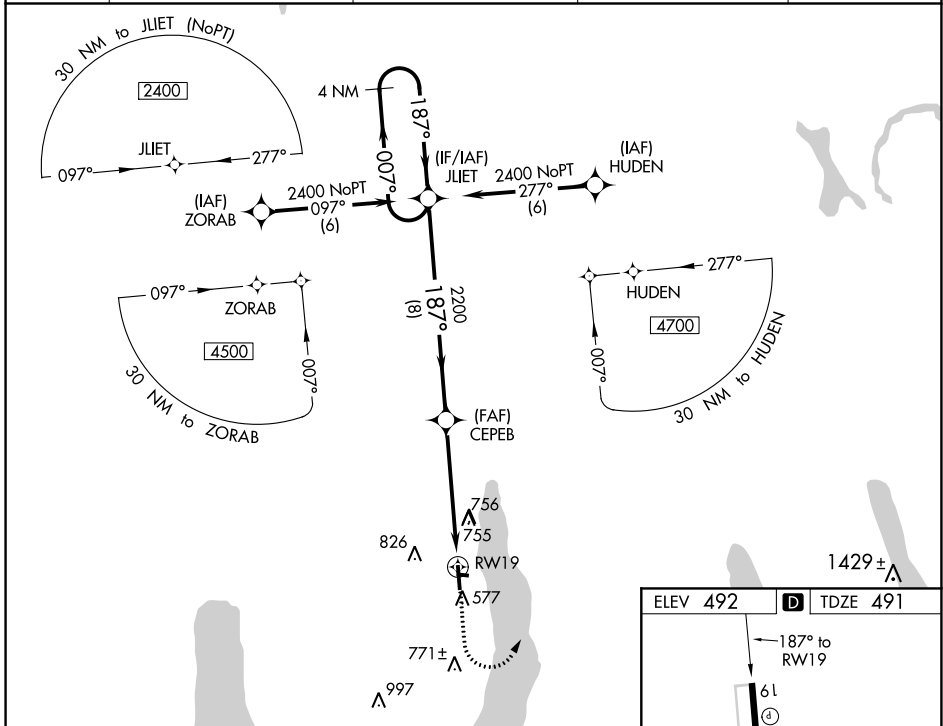 30 NM to JLIET (NoPT)
2400
JLIET
097°
277°
4 NM
187°
007°
(IF/IAF)
JLIET
(IAF)
HUDEN
2400 NoPT
277°
(6)
(IAF)
ZORAB
2400 NoPT
097°
(6)
097°
ZORAB
4500
007°
30 NM to ZORAB
2200
187°
(8)
277°
HUDEN
4700
007°
30 NM to HUDEN
(FAF)
CEPEB
756
755
826
RW19
577
771±
997
1429±
ELEV 492
D
TDZE 491
187° to
RW19
19
P